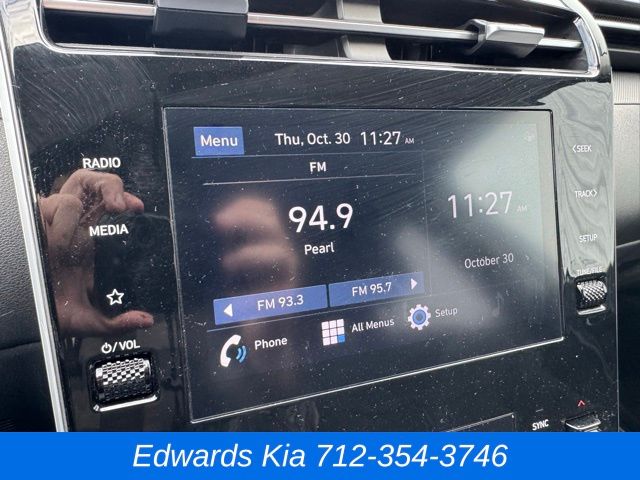 RADIO
MEDIA
☆
⏻/VOL
Menu
Thu, Oct. 30 11:27 AM
FM
94.9
Pearl
◀ FM 93.3
FM 95.7 ▶
Phone
All Menus
Setup
11:27 AM
October 30
<SEEK
TRACK>
SETUP
TUNE/FILE
SYNC
Edwards Kia 712-354-3746